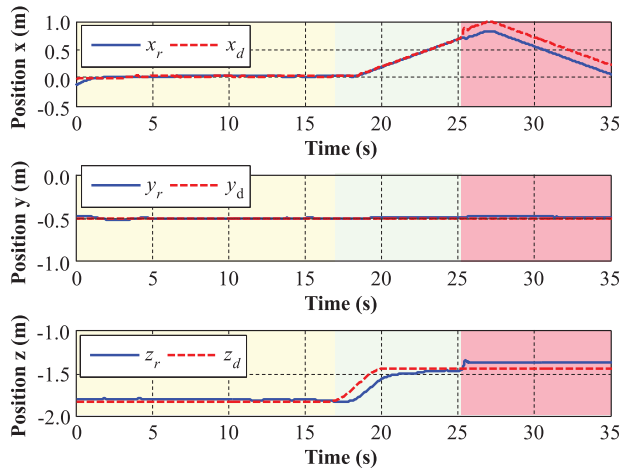 Position x (m)
1.0
0.5
0.0
-0.5
x_r x_d
0 5 10 15 20 25 30 35
Time (s)
Position y (m)
0.0
-0.5
-1.0
y_r y_d
0 5 10 15 20 25 30 35
Time (s)
Position z (m)
-1.0
-1.5
-2.0
z_r z_d
0 5 10 15 20 25 30 35
Time (s)